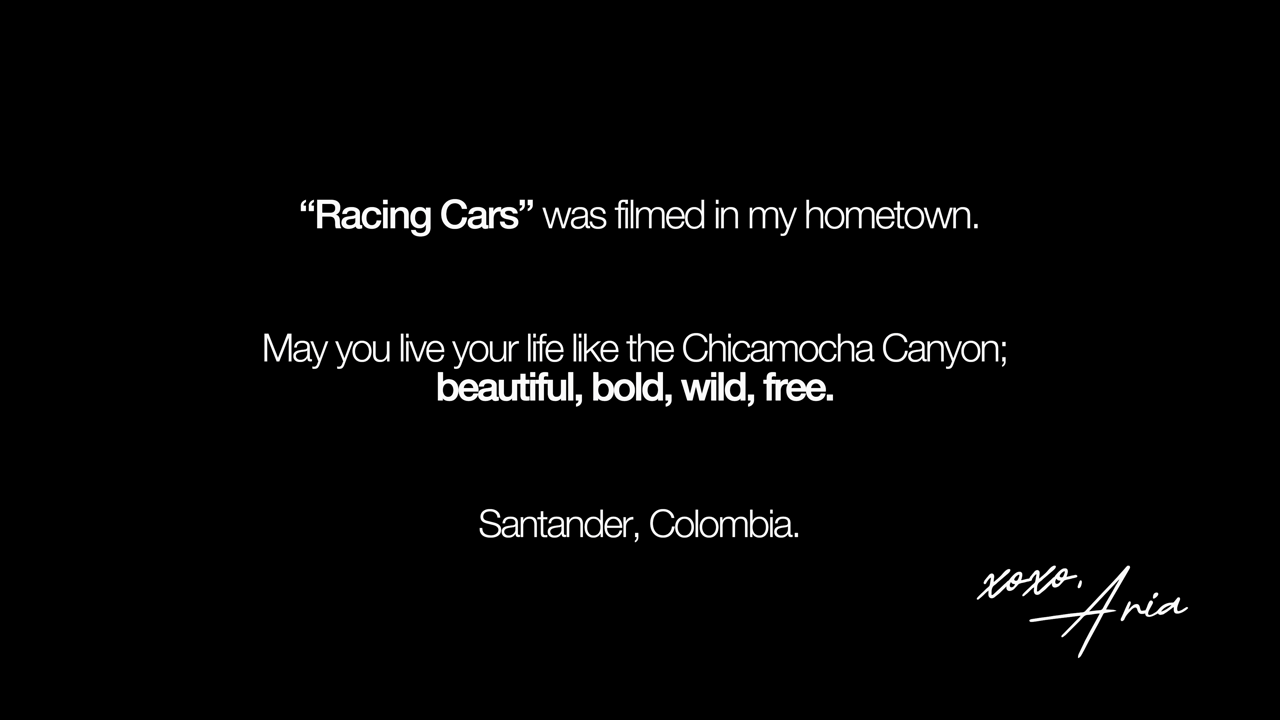 “Racing Cars” was filmed in my hometown.
May you live your life like the Chicamocha Canyon;
beautiful, bold, wild, free.
Santander, Colombia.
xoxo,
Aria